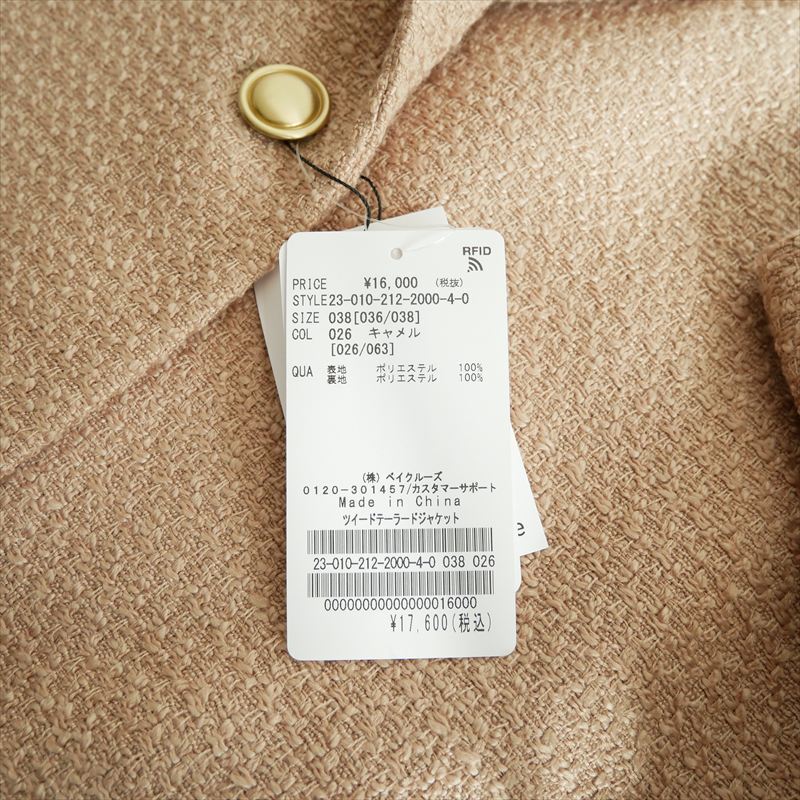 RFID
PRICE ¥16,000 (税抜)
STYLE23-010-212-2000-4-0
SIZE 038[036/038]
COL 026 キャメル
[026/063]
QUA 表地 ポリエステル 100%
裏地 ポリエステル 100%
(株)ベイクルーズ
0120-301457/カスタマーサポート
Made in China
ツイードテーラードジャケット
23-010-212-2000-4-0 038 026
00000000000000016000
¥17,600(税込)
e